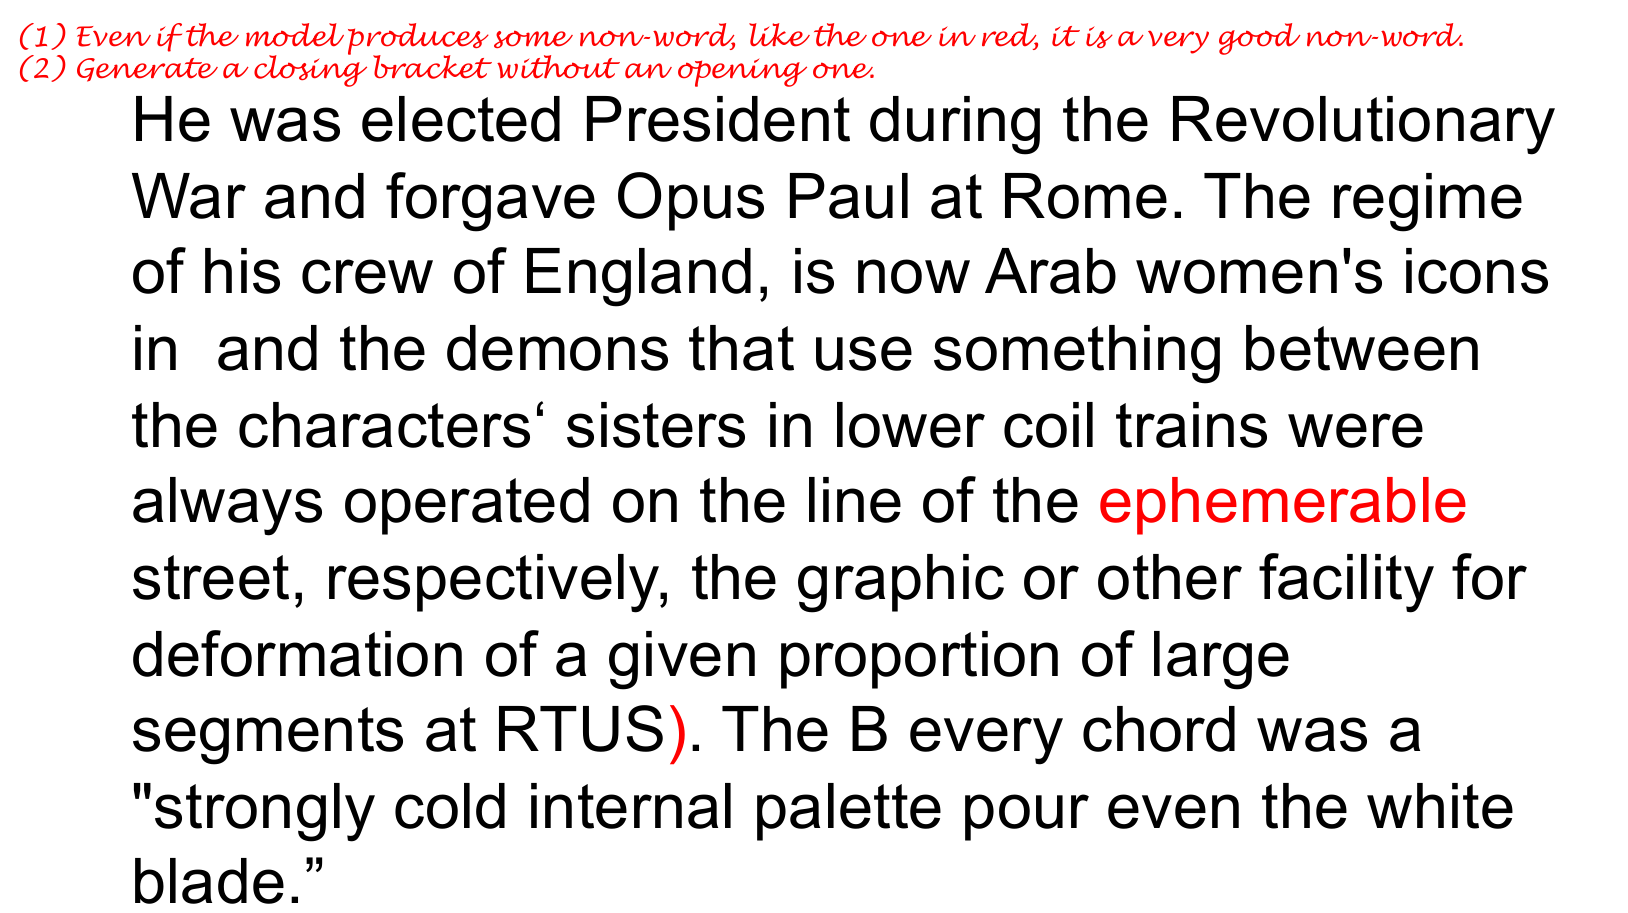 (1) Even if the model produces some non-word, like the one in red, it is a very good non-word.
(2) Generate a closing bracket without an opening one.
He was elected President during the Revolutionary
War and forgave Opus Paul at Rome. The regime
of his crew of England, is now Arab women's icons
in  and the demons that use something between
the characters‘ sisters in lower coil trains were
always operated on the line of the ephemerable
street, respectively, the graphic or other facility for
deformation of a given proportion of large
segments at RTUS). The B every chord was a
"strongly cold internal palette pour even the white
blade.”